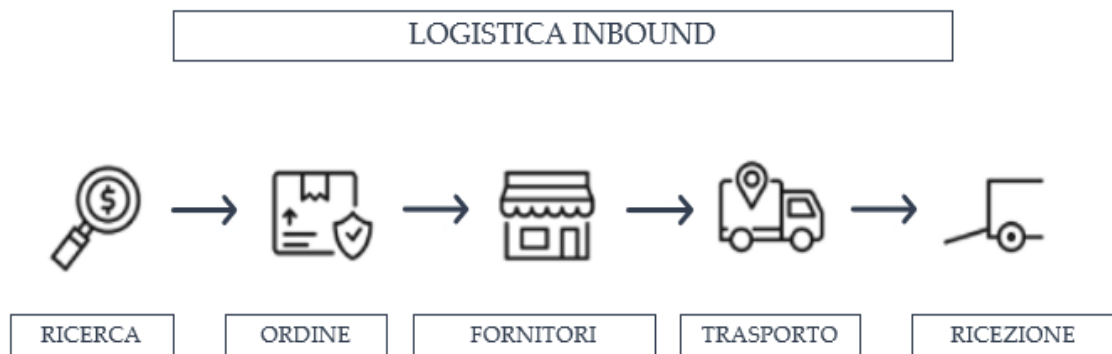 LOGISTICA INBOUND
$
RICERCA
ORDINE
FORNITORI
TRASPORTO
RICEZIONE